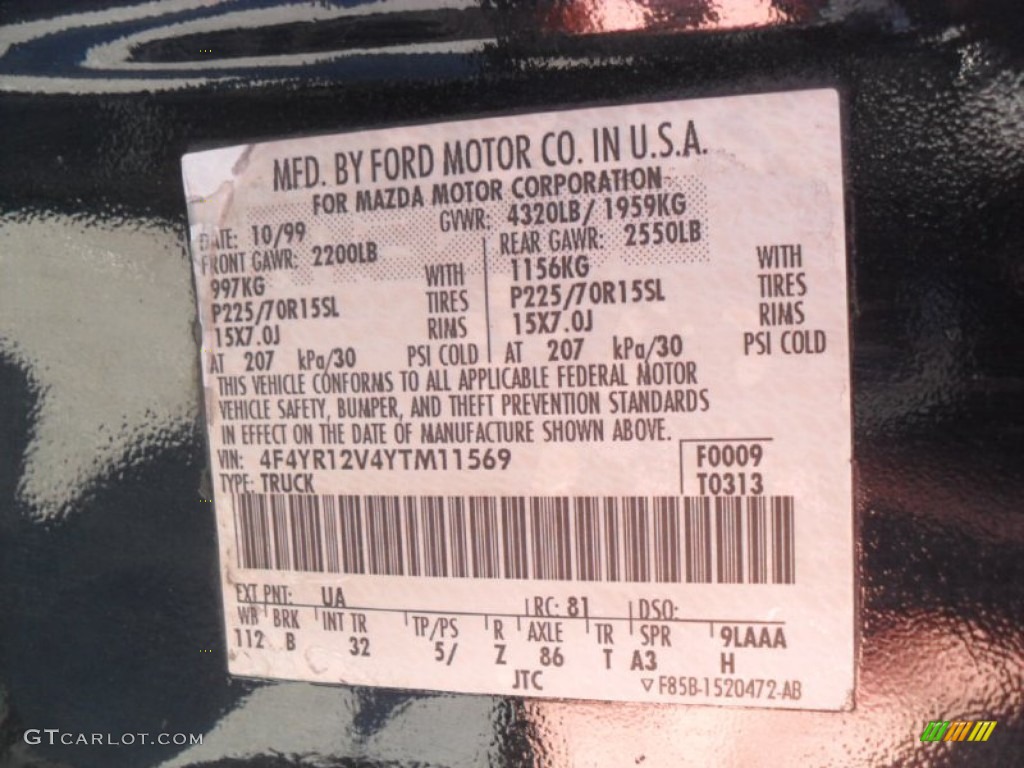 MFD. BY FORD MOTOR CO. IN U.S.A.
FOR MAZDA MOTOR CORPORATION
DATE: 10/99 GVWR: 4320LB/ 1959KG
FRONT GAWR: 2200LB REAR GAWR: 2550LB
997KG WITH 1156KG WITH
P225/70R15SL TIRES P225/70R15SL TIRES
15X7.0J RIMS 15X7.0J RIMS
AT 207 kPa/30 PSI COLD AT 207 kPa/30 PSI COLD
THIS VEHICLE CONFORMS TO ALL APPLICABLE FEDERAL MOTOR
VEHICLE SAFETY, BUMPER, AND THEFT PREVENTION STANDARDS
IN EFFECT ON THE DATE OF MANUFACTURE SHOWN ABOVE.
VIN: 4F4YR12V4YTM11569 F0009
TYPE: TRUCK T0313
EXT PNT: UA RC: 81 DSO:
WB BRK INT TR TP/PS R AXLE TR SPR 9LAAA
112 B 32 5/ Z 86 T A3 H
JTC ▽ F85B-1520472-AB
GTCARLOT.COM